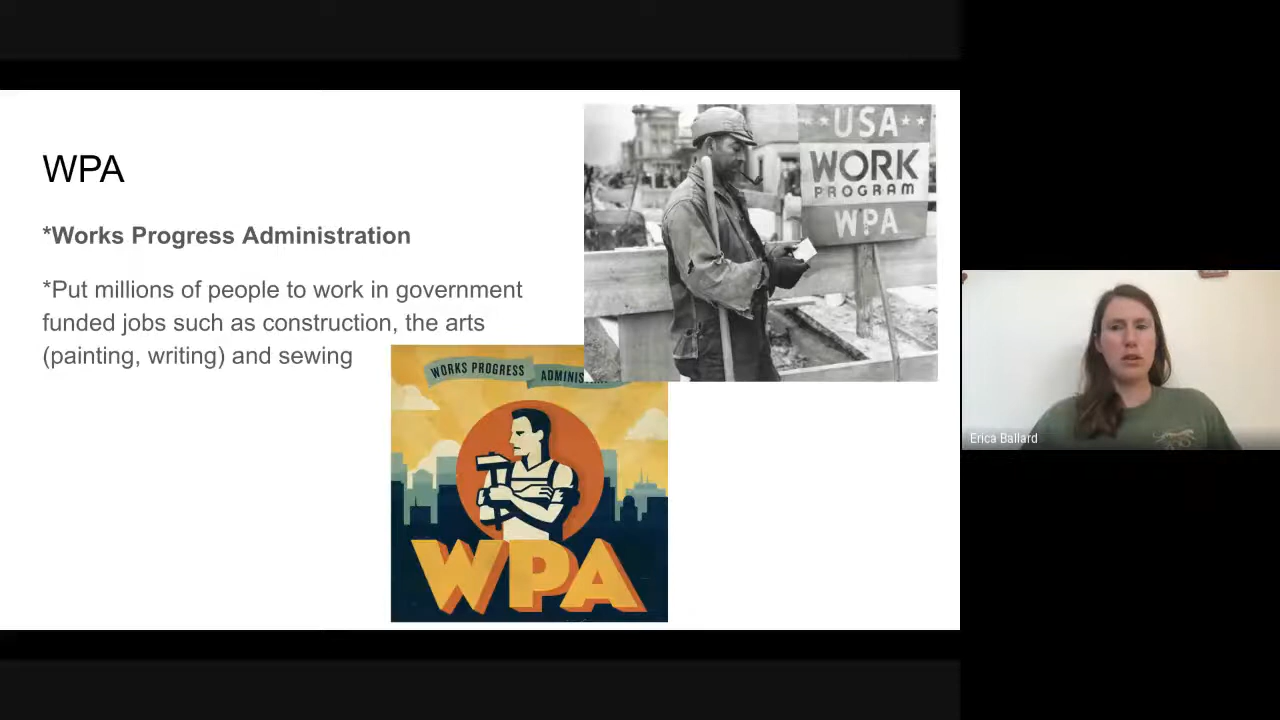 WPA
*Works Progress Administration
*Put millions of people to work in government
funded jobs such as construction, the arts
(painting, writing) and sewing
USA
WORK
PROGRAM
WPA
WORKS PROGRESS
WPA
Erica Ballard